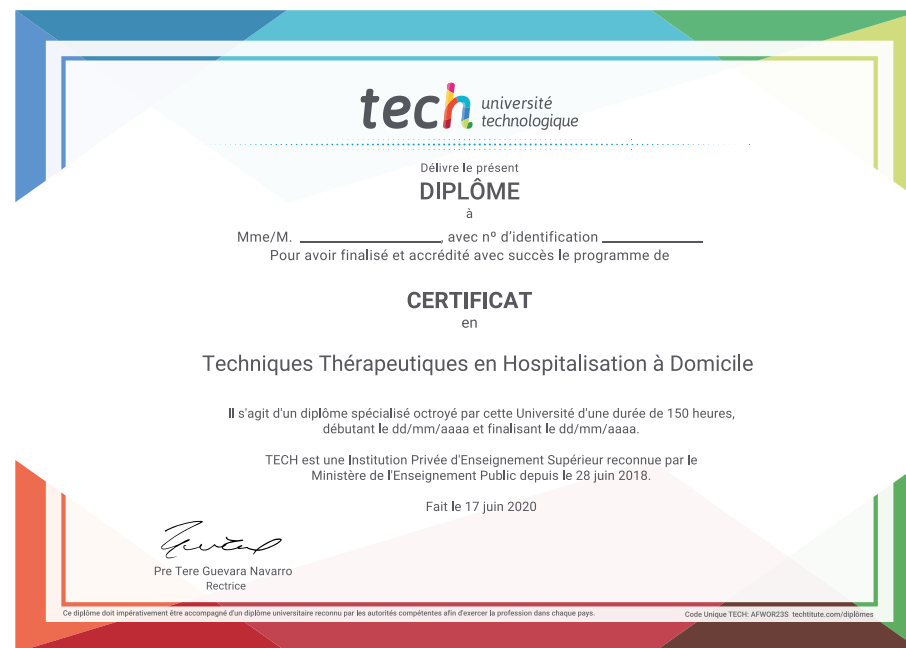 tech université
technologique
Délivre le présent
DIPLÔME
à
Mme/M. ____________________, avec nº d'identification ______________
Pour avoir finalisé et accrédité avec succès le programme de
CERTIFICAT
en
Techniques Thérapeutiques en Hospitalisation à Domicile
Il s'agit d'un diplôme spécialisé octroyé par cette Université d'une durée de 150 heures,
débutant le dd/mm/aaaa et finalisant le dd/mm/aaaa.
TECH est une Institution Privée d'Enseignement Supérieur reconnue par le
Ministère de l'Enseignement Public depuis le 28 juin 2018.
Fait le 17 juin 2020
Pre Tere Guevara Navarro
Rectrice
Ce diplôme doit impérativement être accompagné d'un diplôme universitaire reconnu par les autorités compétentes afin d'exercer la profession dans chaque pays.
Code Unique TECH: AFWOR23S techtitute.com/diplômes